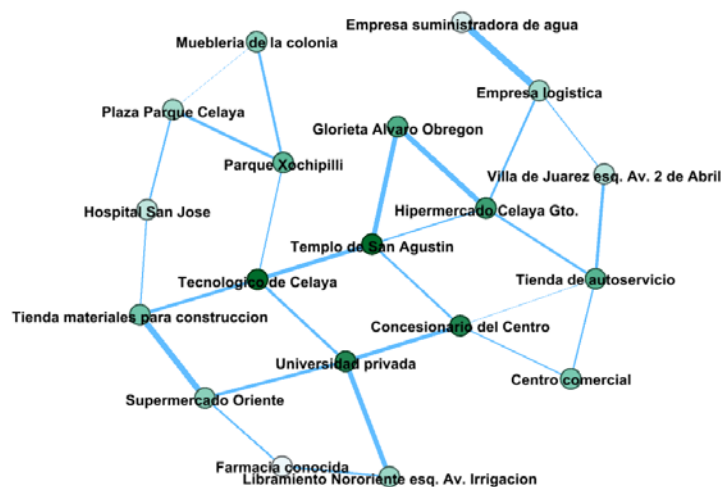 Empresa suministradora de agua
Muebleria de la colonia
Empresa logistica
Plaza Parque Celaya
Glorieta Alvaro Obregon
Parque Xochipilli
Villa de Juarez esq. Av. 2 de Abril
Hospital San Jose
Hipermercado Celaya Gto.
Templo de San Agustin
Tecnologico de Celaya
Tienda de autoservicio
Tienda materiales para construccion
Concesionario del Centro
Universidad privada
Centro comercial
Supermercado Oriente
Farmacia conocida
Libramiento Nororiente esq. Av. Irrigacion